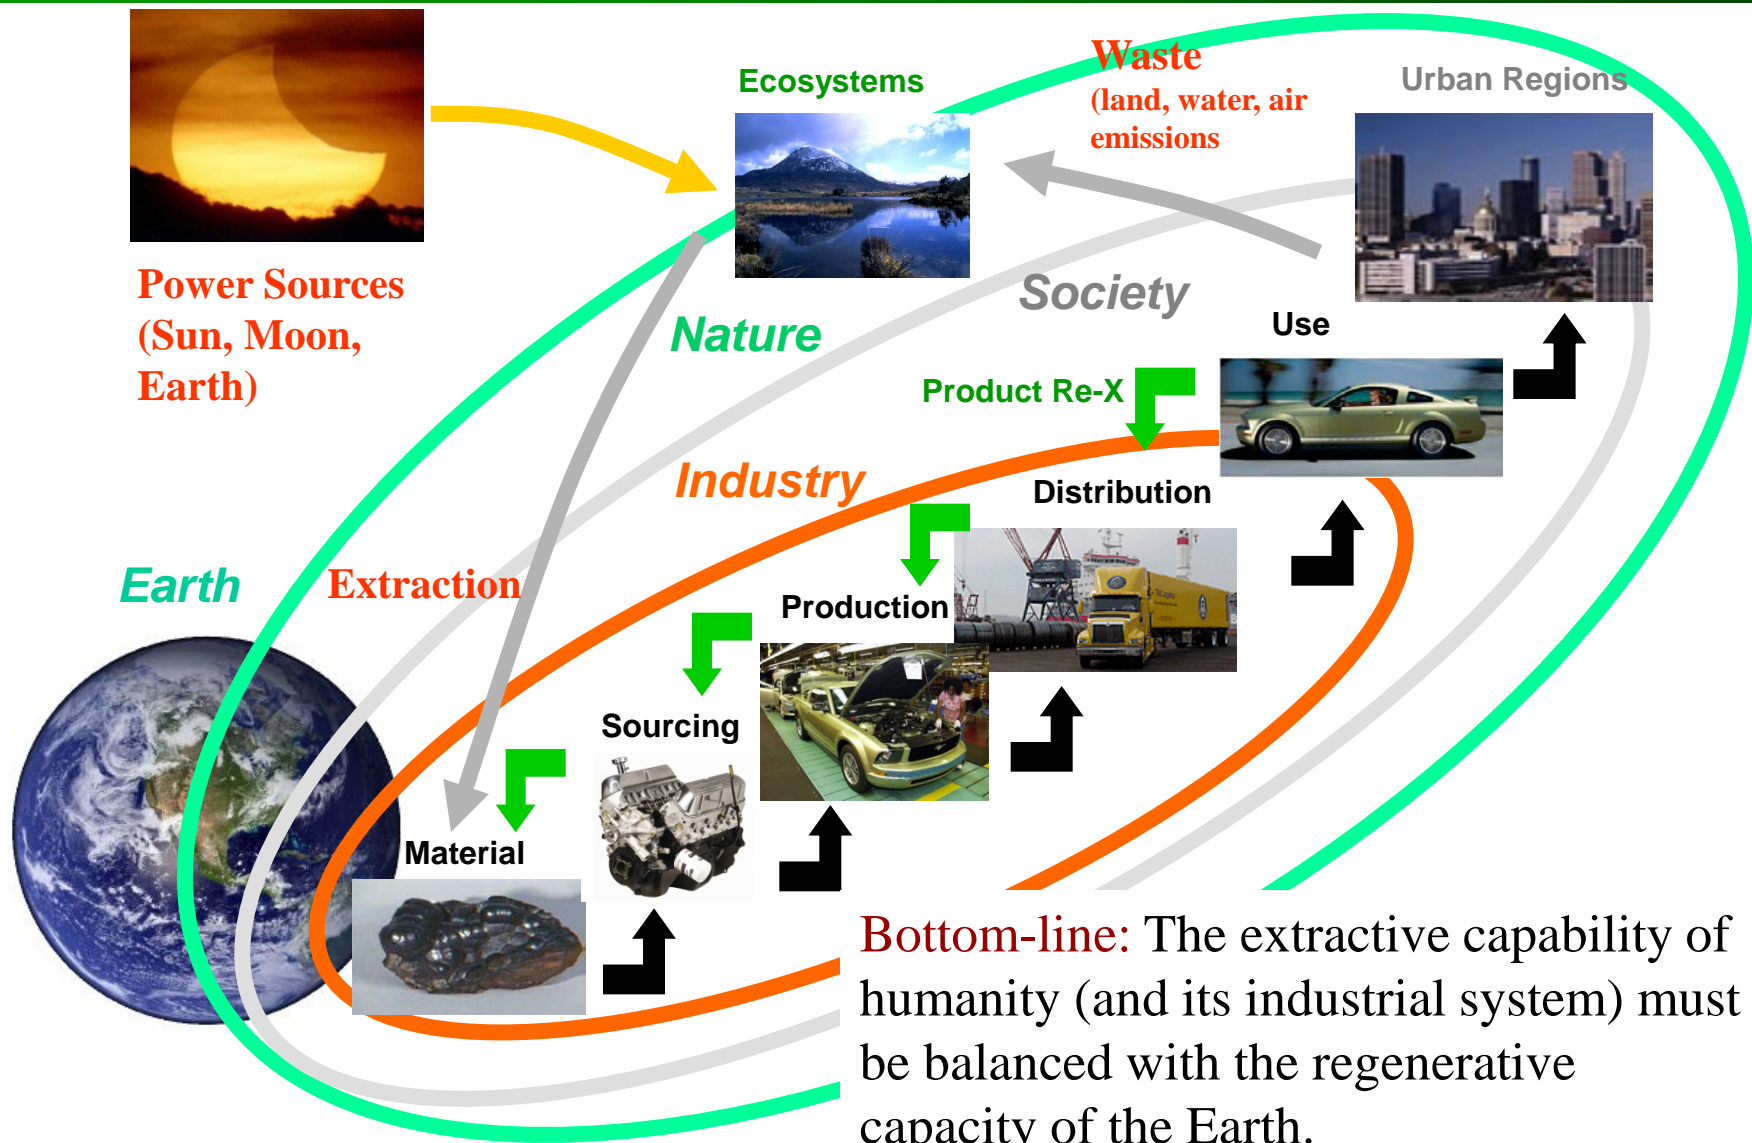 Ecosystems
Waste
(land, water, air
emissions
Urban Regions
Power Sources
(Sun, Moon,
Earth)
Society
Nature
Use
Product Re-X
Industry
Distribution
Earth
Extraction
Production
Sourcing
Material
Bottom-line: The extractive capability of
humanity (and its industrial system) must
be balanced with the regenerative
capacity of the Earth.